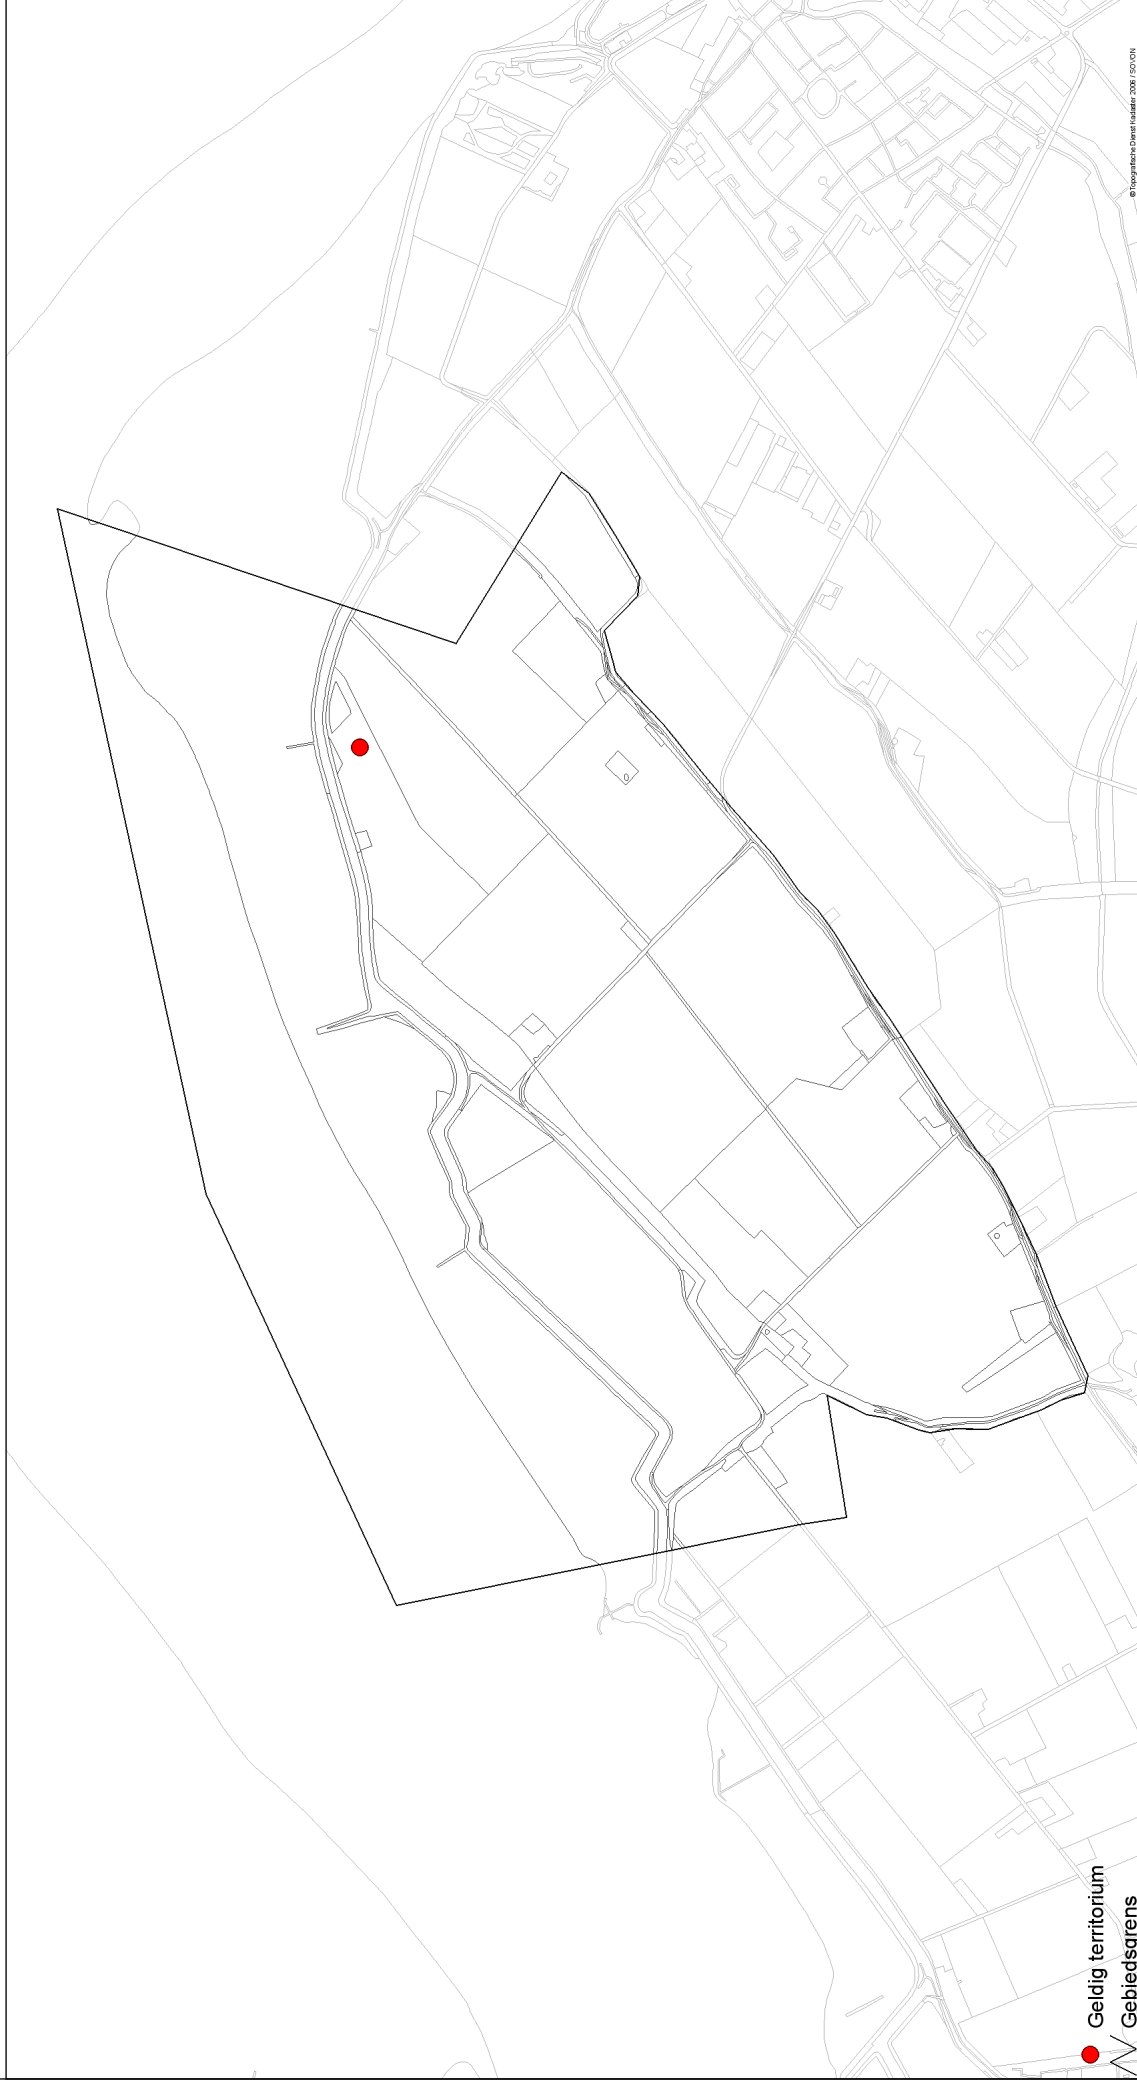 © Topografische Dienst Kadaster 2006 / SOVON
Geldig territorium
Gebiedsgrens